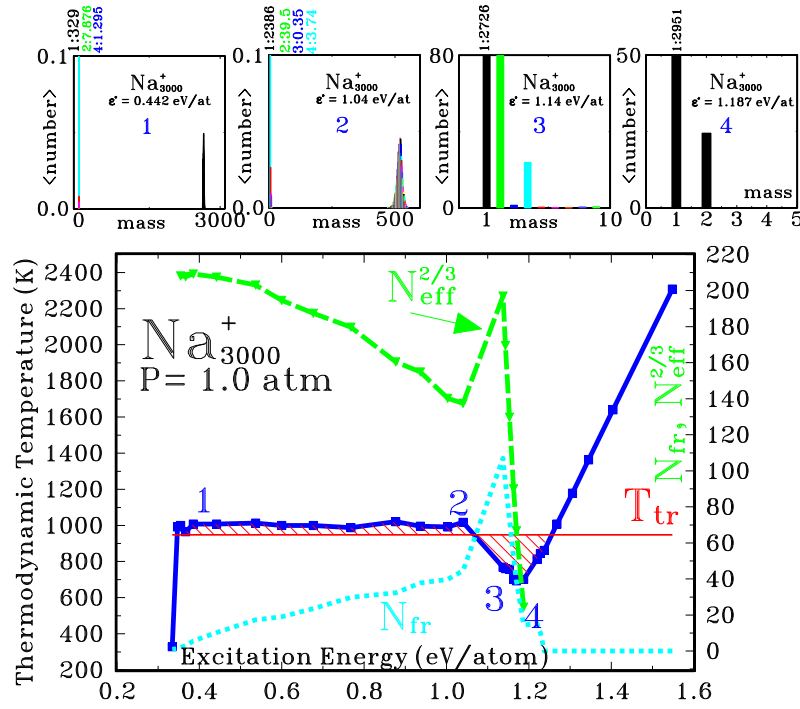 1:329
2:7.876
4:1.295
1:2386
2:39.5
3:0.35
4:3.74
1:2726
1:2951
0.1
<number>
0.0
Na+3000
ε* = 0.442 eV/at
1
0
mass
3000
0.1
<number>
0.0
Na+3000
ε* = 1.04 eV/at
2
0
mass
500
80
<number>
0
Na+3000
ε* = 1.14 eV/at
3
1
mass
10
50
<number>
0
Na+3000
ε* = 1.187 eV/at
4
mass
0 1 2 3 4 5
Thermodynamic Temperature (K)
2400
2200
2000
1800
1600
1400
1200
1000
800
600
400
200
Na+3000
P= 1.0 atm
N2/3eff
1
2
3
4
Nfr
Ttr
Excitation Energy (eV/atom)
0.2 0.4 0.6 0.8 1.0 1.2 1.4 1.6
220
200
180
160
140
120
100
80
60
40
20
0
Nfr, N2/3eff